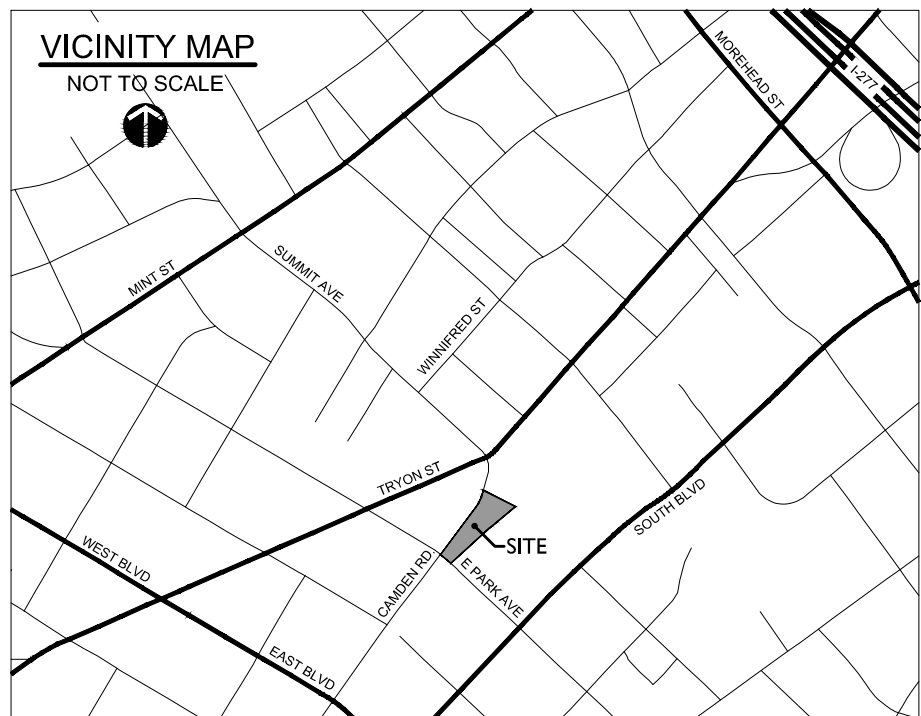 VICINITY MAP
NOT TO SCALE
MOREHEAD ST
I-277
SUMMIT AVE
MINT ST
WINNIFRED ST
TRYON ST
SOUTH BLVD
SITE
WEST BLVD
CAMDEN RD.
E PARK AVE
EAST BLVD